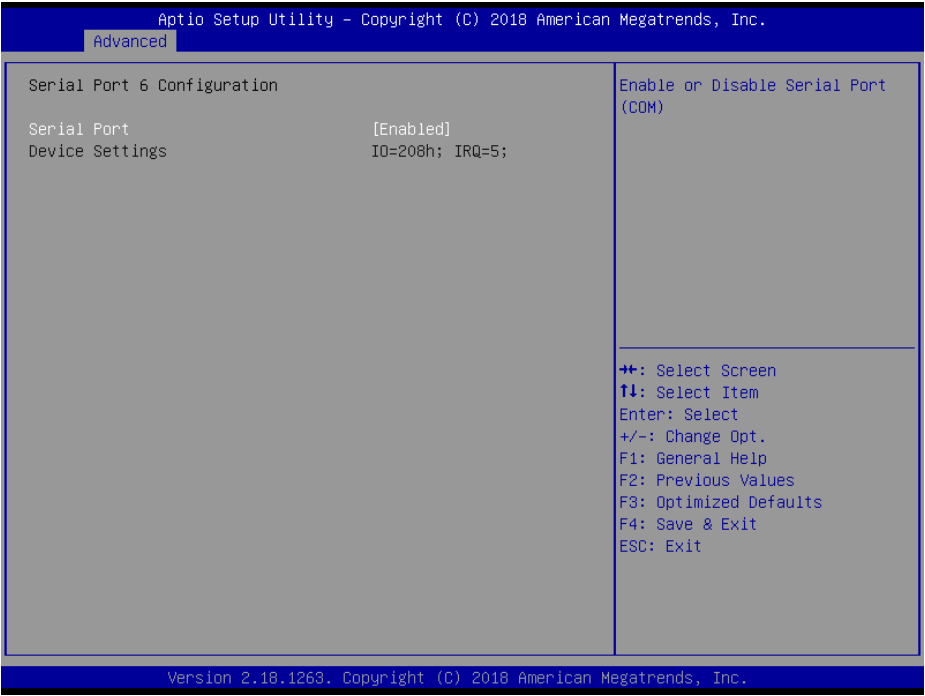 Aptio Setup Utility – Copyright (C) 2018 American Megatrends, Inc.
Advanced
Serial Port 6 Configuration
Serial Port [Enabled]
Device Settings IO=208h; IRQ=5;
Enable or Disable Serial Port
(COM)
→←: Select Screen
↑↓: Select Item
Enter: Select
+/-: Change Opt.
F1: General Help
F2: Previous Values
F3: Optimized Defaults
F4: Save & Exit
ESC: Exit
Version 2.18.1263. Copyright (C) 2018 American Megatrends, Inc.